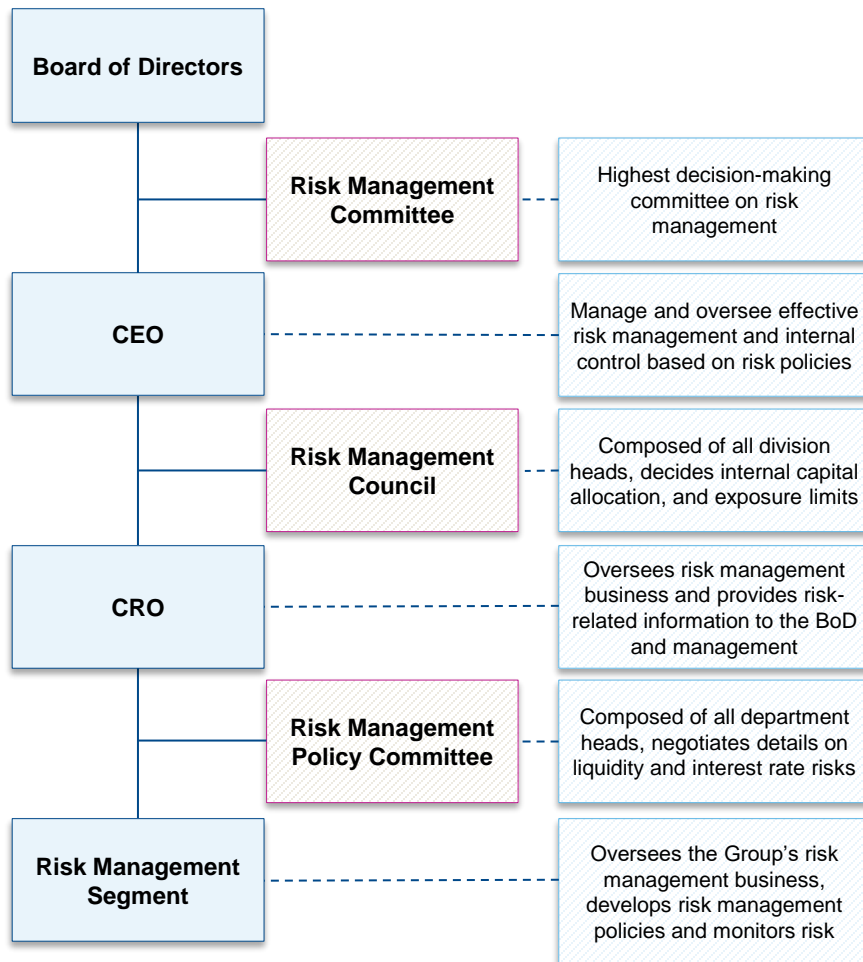 Board of Directors
Risk Management
Committee
Highest decision-making
committee on risk
management
CEO
Manage and oversee effective
risk management and internal
control based on risk policies
Risk Management
Council
Composed of all division
heads, decides internal capital
allocation, and exposure limits
CRO
Oversees risk management
business and provides risk-
related information to the BoD
and management
Risk Management
Policy Committee
Composed of all department
heads, negotiates details on
liquidity and interest rate risks
Risk Management
Segment
Oversees the Group’s risk
management business,
develops risk management
policies and monitors risk